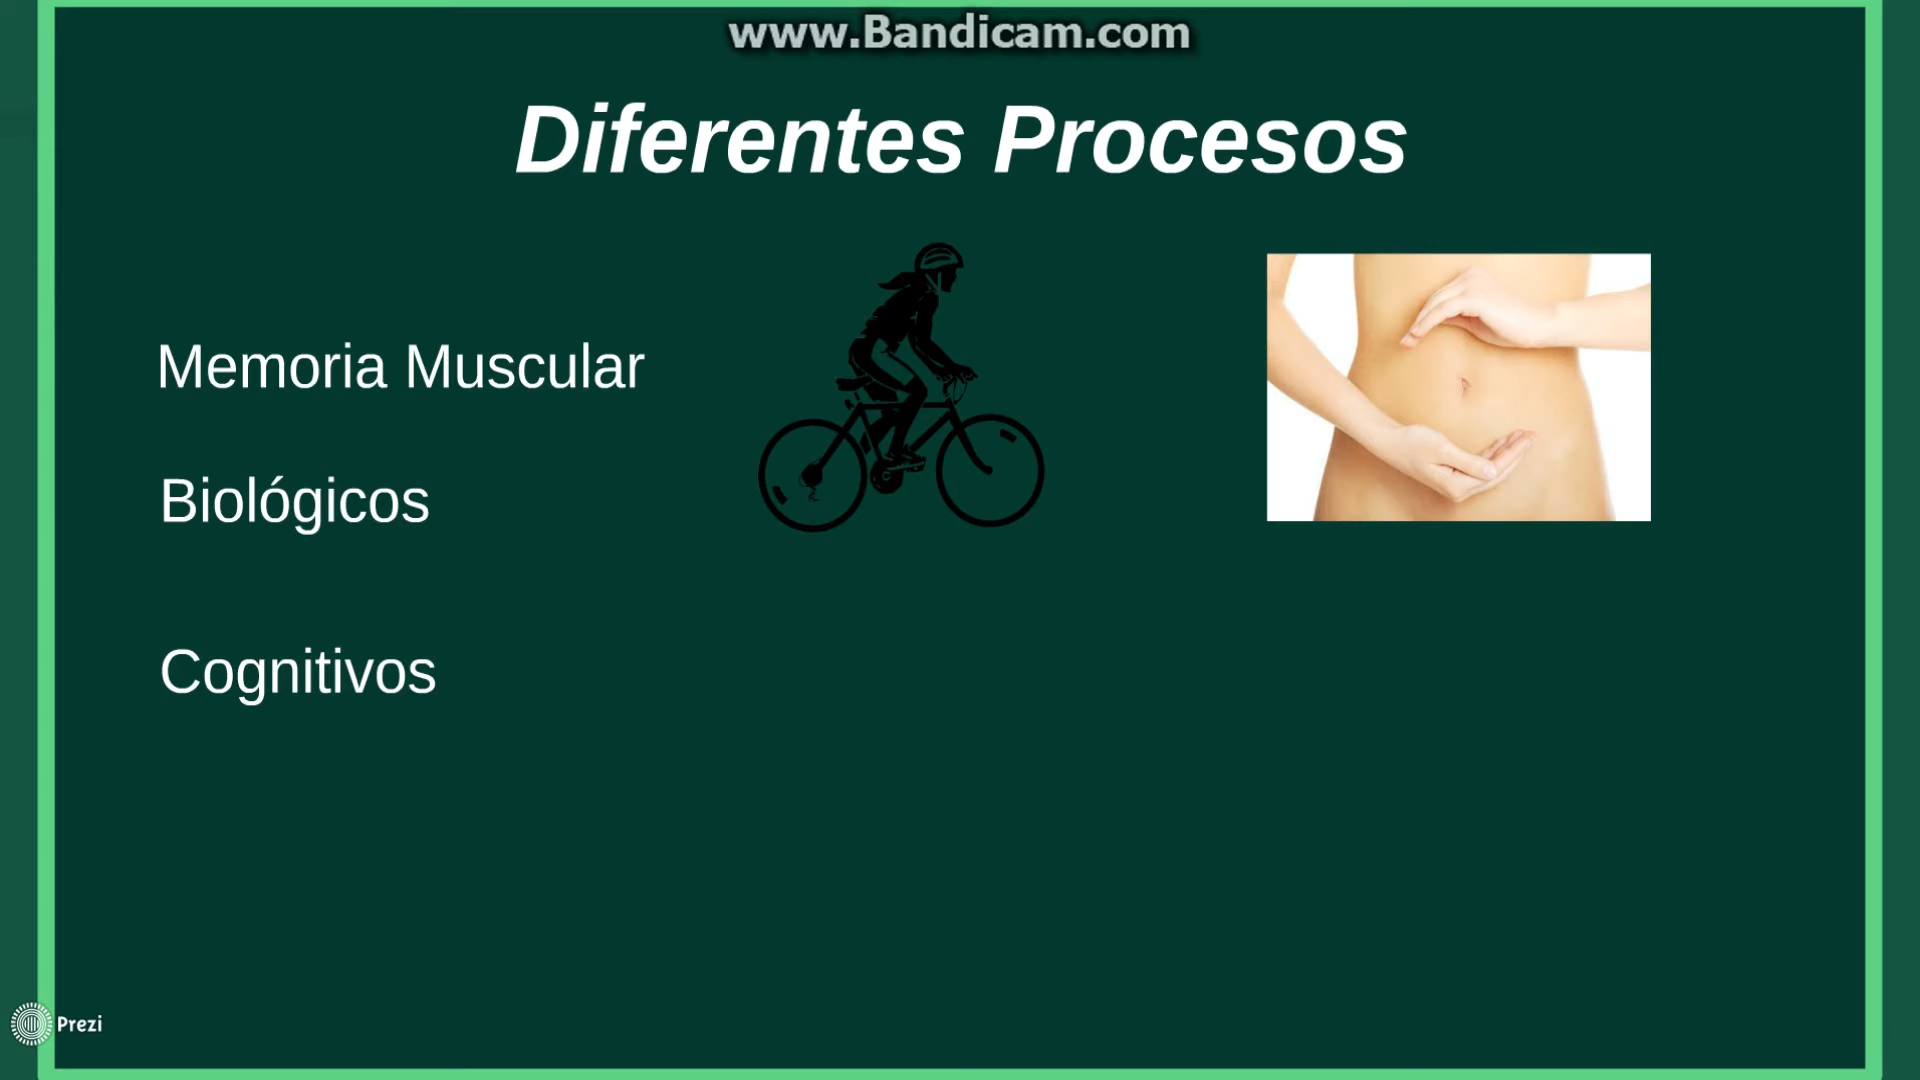 www.Bandicam.com
Diferentes Procesos
Memoria Muscular
Biológicos
Cognitivos
Prezi